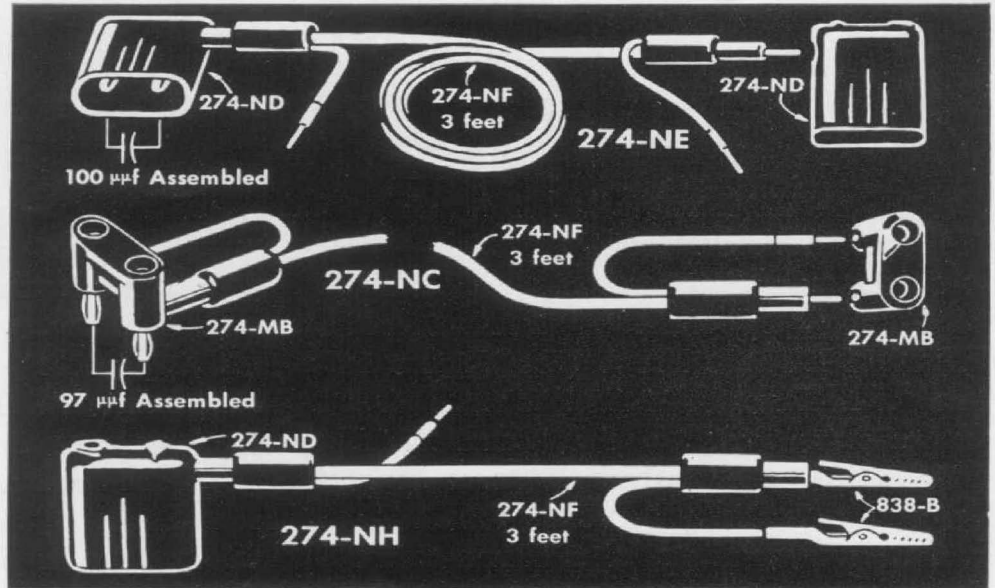 274-ND
274-NF
3 feet
274-NE
274-ND
100 μμf Assembled
274-NF
3 feet
274-NC
274-MB
274-MB
97 μμf Assembled
274-ND
274-NF
3 feet
274-NH
838-B